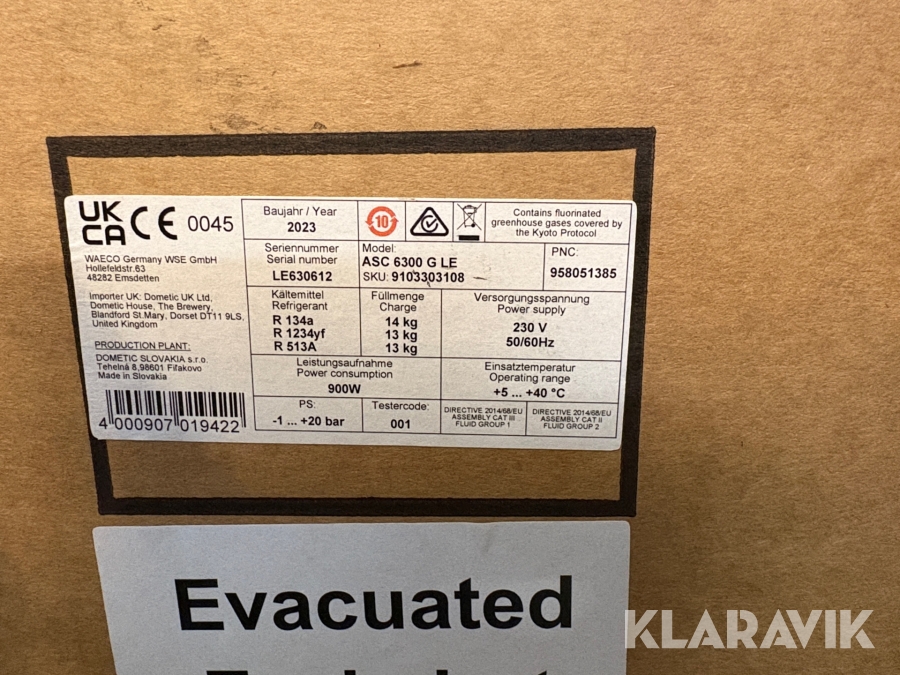 UK
CA
CE 0045
WAECO Germany WSE GmbH
Hollefeldstr.63
48282 Emsdetten
Importer UK: Dometic UK Ltd,
Dometic House, The Brewery,
Blandford St.Mary, Dorset DT11 9LS,
United Kingdom
PRODUCTION PLANT:
DOMETIC SLOVAKIA s.r.o.
Tehelná 8,98601 Fiľakovo
Made in Slovakia
4 000907 019422
Baujahr / Year
2023
10
Contains fluorinated
greenhouse gases covered by
the Kyoto Protocol
Seriennummer
Serial number
LE630612
Model:
ASC 6300 G LE
SKU: 9103303108
PNC:
958051385
Kältemittel
Refrigerant
R 134a
R 1234yf
R 513A
Füllmenge
Charge
14 kg
13 kg
13 kg
Versorgungsspannung
Power supply
230 V
50/60Hz
Leistungsaufnahme
Power consumption
900W
Einsatztemperatur
Operating range
+5 ... +40 °C
PS:
-1 ... +20 bar
Testercode:
001
DIRECTIVE 2014/68/EU
ASSEMBLY CAT III
FLUID GROUP 1
DIRECTIVE 2014/68/EU
ASSEMBLY CAT II
FLUID GROUP 2
Evacuated
KLARAVIK